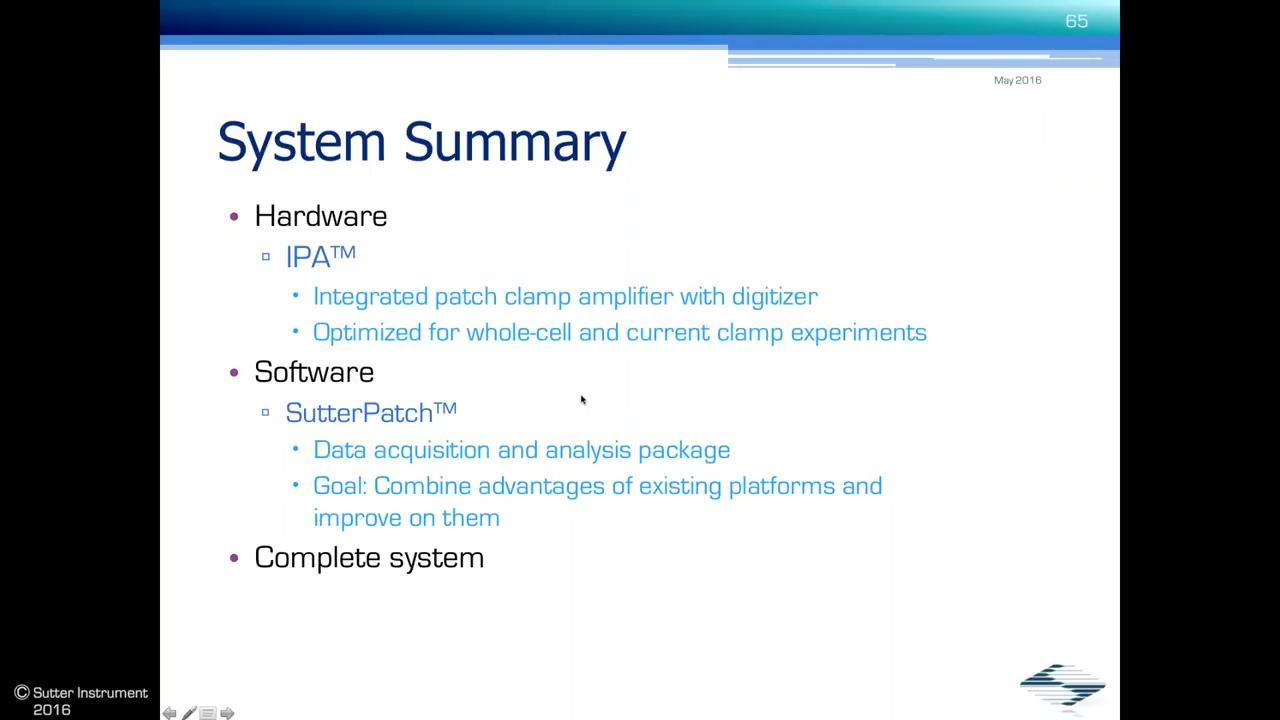 65
May 2016
System Summary
• Hardware
▫ IPA™
• Integrated patch clamp amplifier with digitizer
• Optimized for whole-cell and current clamp experiments
• Software
▫ SutterPatch™
• Data acquisition and analysis package
• Goal: Combine advantages of existing platforms and
improve on them
• Complete system
© Sutter Instrument
2016